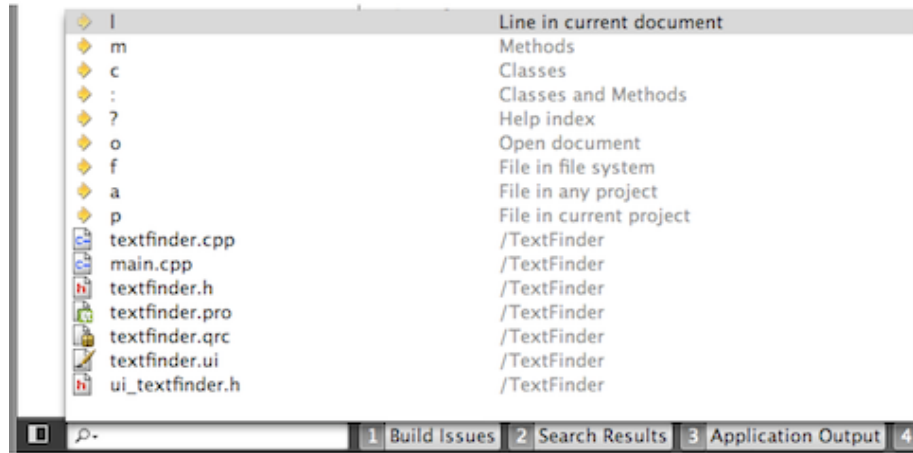 l Line in current document
m Methods
c Classes
: Classes and Methods
? Help index
o Open document
f File in file system
a File in any project
p File in current project
textfinder.cpp /TextFinder
main.cpp /TextFinder
textfinder.h /TextFinder
textfinder.pro /TextFinder
textfinder.qrc /TextFinder
textfinder.ui /TextFinder
ui_textfinder.h /TextFinder
1 Build Issues 2 Search Results 3 Application Output 4